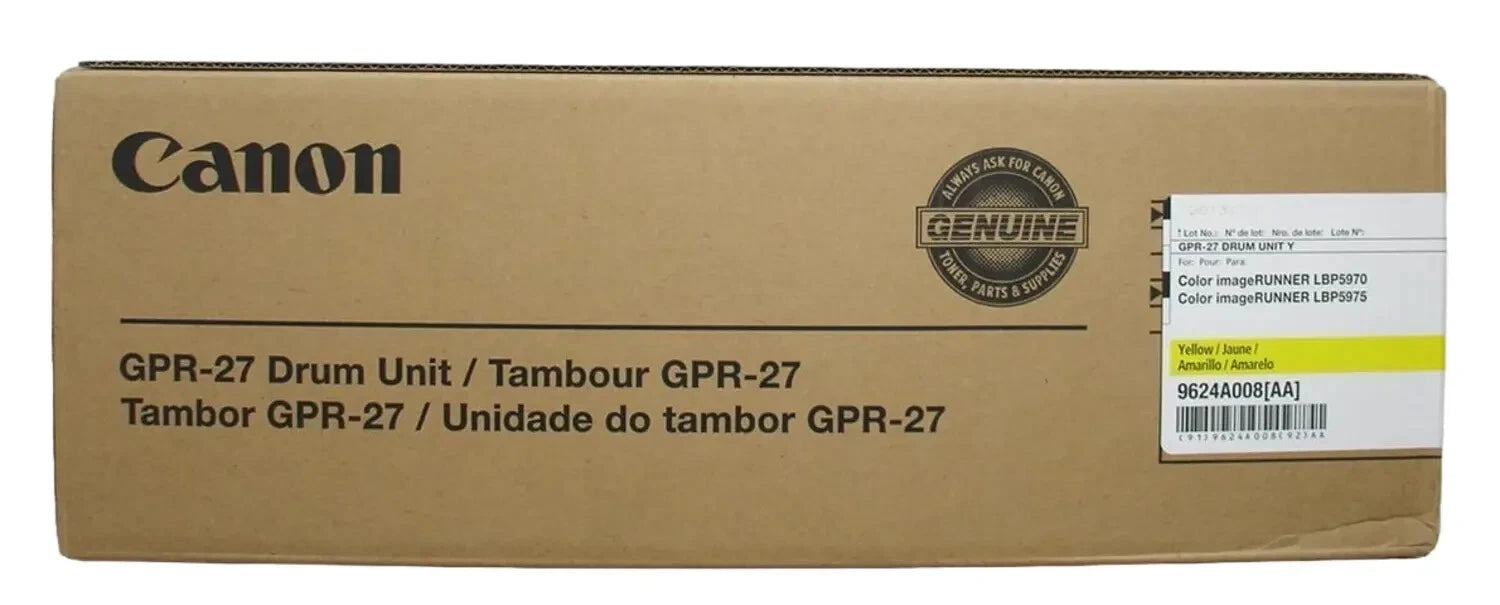 Canon
ALWAYS ASK FOR CANON
GENUINE
TONER, PARTS & SUPPLIES
GPR-27 Drum Unit / Tambour GPR-27
Tambor GPR-27 / Unidade do tambor GPR-27
Lot No.: N° de lot: Nro. de lote: Lote N°:
GPR-27 DRUM UNIT Y
For: Pour: Para:
Color imageRUNNER LBP5970
Color imageRUNNER LBP5975
Yellow / Jaune /
Amarillo / Amarelo
9624A008[AA]